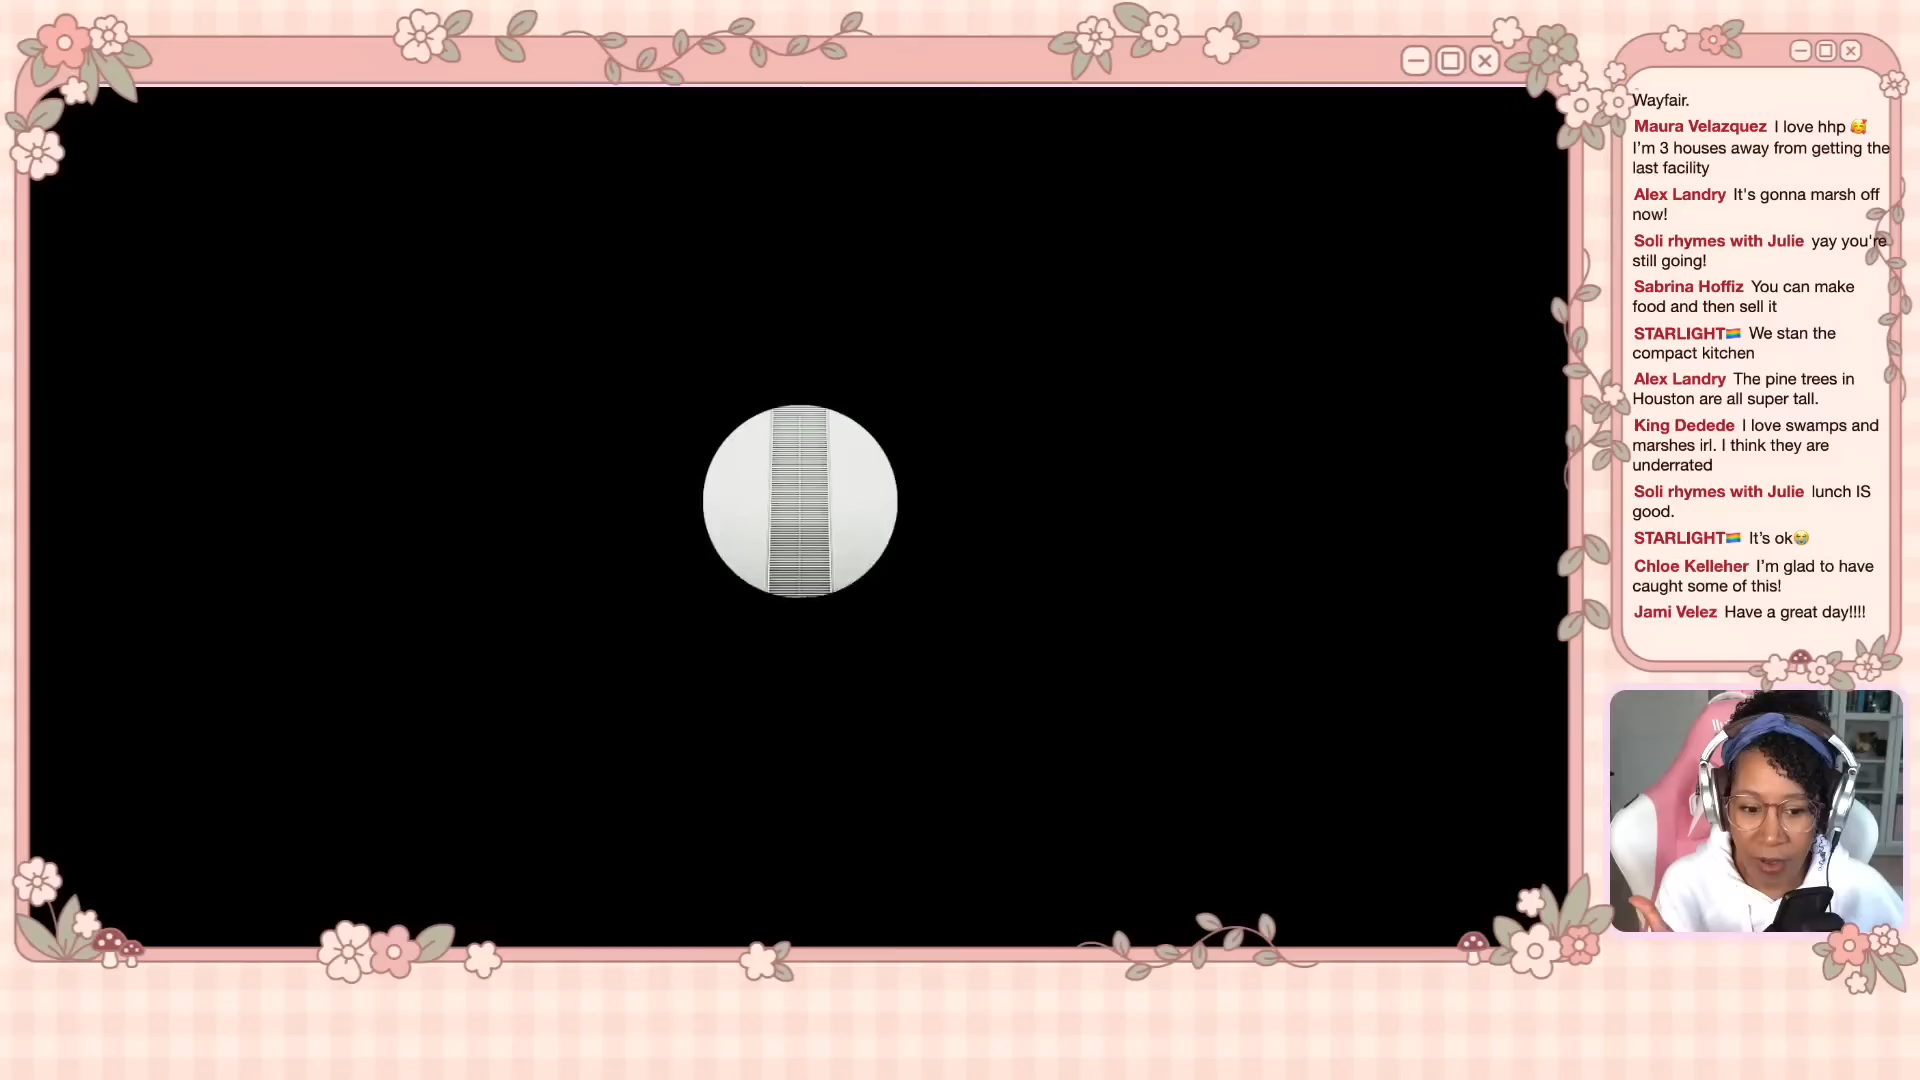 Wayfair.
Maura Velazquez I love hhp 🥰
I’m 3 houses away from getting the
last facility
Alex Landry It's gonna marsh off
now!
Soli rhymes with Julie yay you're
still going!
Sabrina Hoffiz You can make
food and then sell it
STARLIGHT🏳️‍🌈 We stan the
compact kitchen
Alex Landry The pine trees in
Houston are all super tall.
King Dedede I love swamps and
marshes irl. I think they are
underrated
Soli rhymes with Julie lunch IS
good.
STARLIGHT🏳️‍🌈 It’s ok😭
Chloe Kelleher I’m glad to have
caught some of this!
Jami Velez Have a great day!!!!